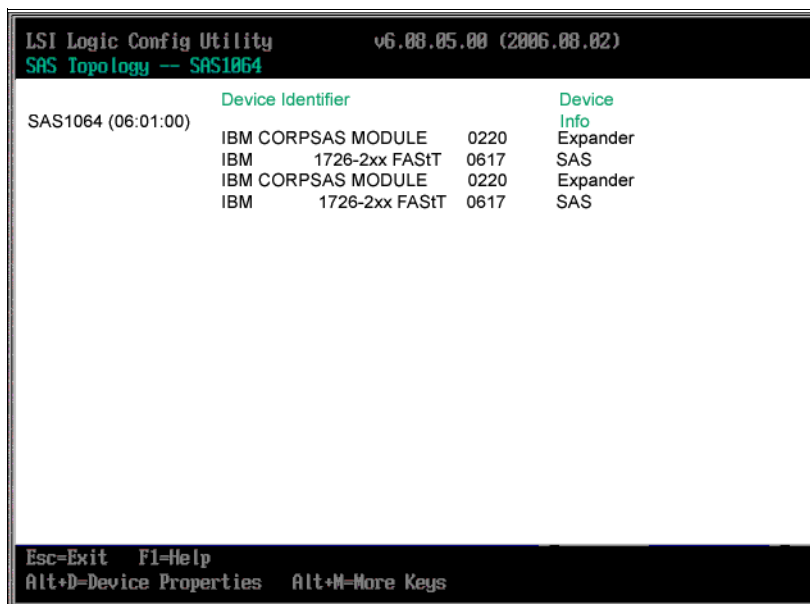 LSI Logic Config Utility v6.08.05.00 (2006.08.02)
SAS Topology -- SAS1064
Device Identifier Device
Info
SAS1064 (06:01:00)
IBM CORPSAS MODULE 0220 Expander
IBM 1726-2xx FAStT 0617 SAS
IBM CORPSAS MODULE 0220 Expander
IBM 1726-2xx FAStT 0617 SAS
Esc=Exit F1=Help
Alt+D=Device Properties Alt+M=More Keys